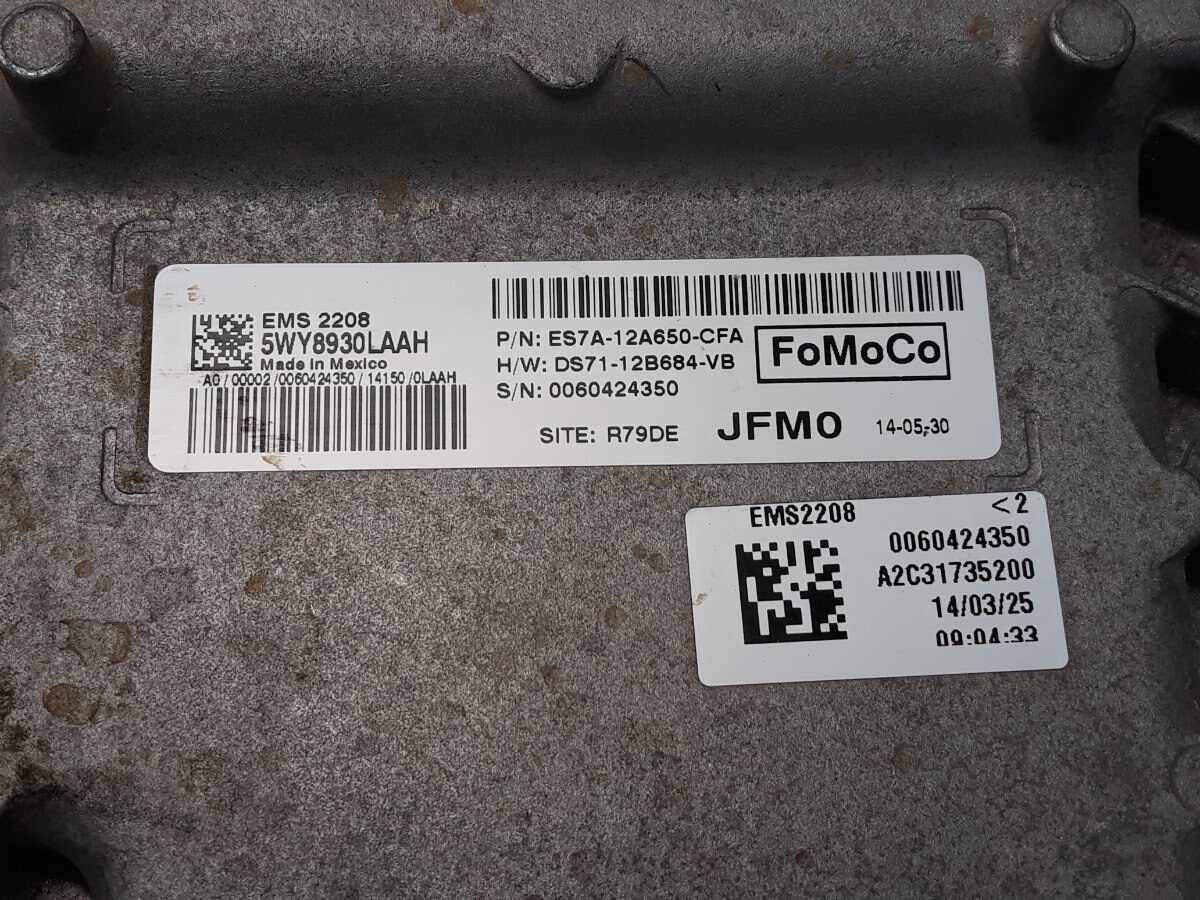 EMS 2208
5WY8930LAAH
Made in Mexico
A0 / 00002 / 0060424350 / 14150 / 0LAAH
P/N: ES7A-12A650-CFA
H/W: DS71-12B684-VB
S/N: 0060424350
FoMoCo
SITE: R79DE
JFM0
14-05-30
EMS2208
<2
0060424350
A2C31735200
14/03/25
09:04:33